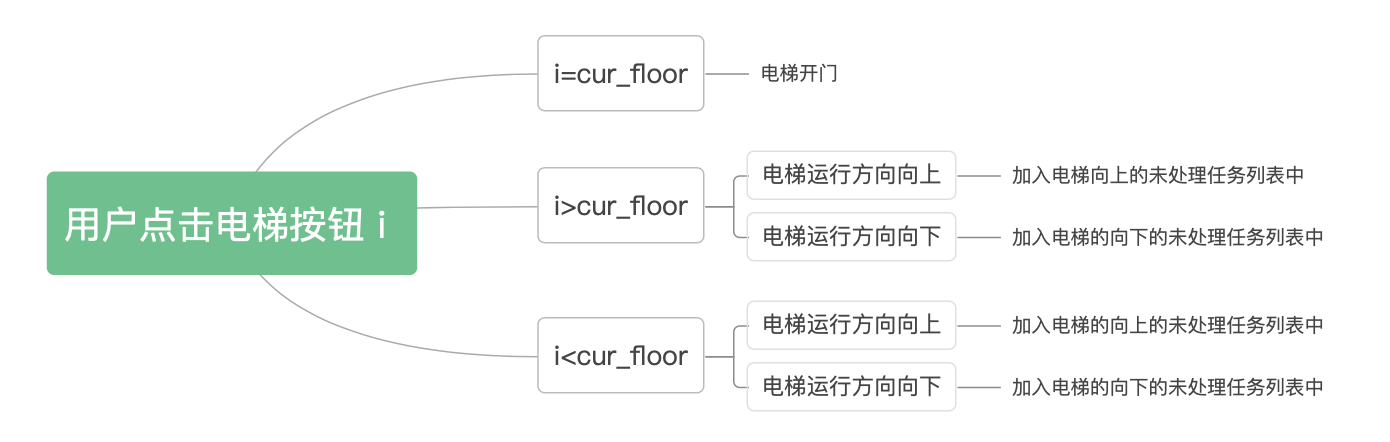 用户点击电梯按钮 i
i=cur_floor
电梯开门
i>cur_floor
电梯运行方向向上
加入电梯向上的未处理任务列表中
电梯运行方向向下
加入电梯的向下的未处理任务列表中
i<cur_floor
电梯运行方向向上
加入电梯的向上的未处理任务列表中
电梯运行方向向下
加入电梯的向下的未处理任务列表中